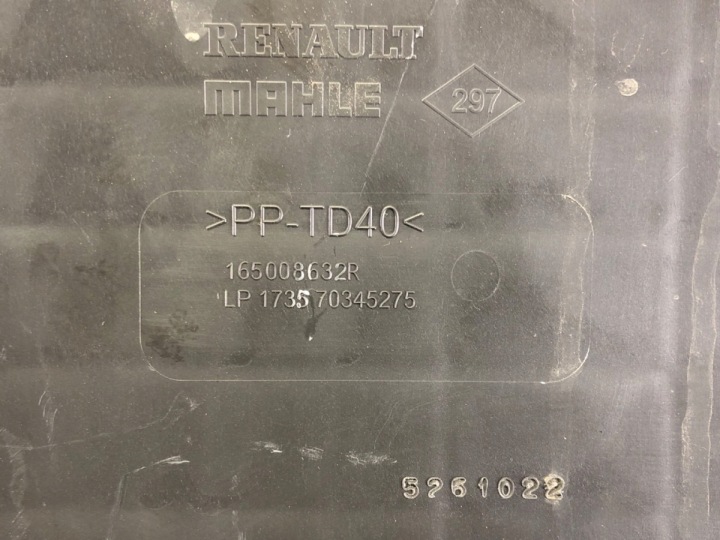 RENAULT
MAHLE
297
>PP-TD40<
165008632R
LP 173570345275
5261022